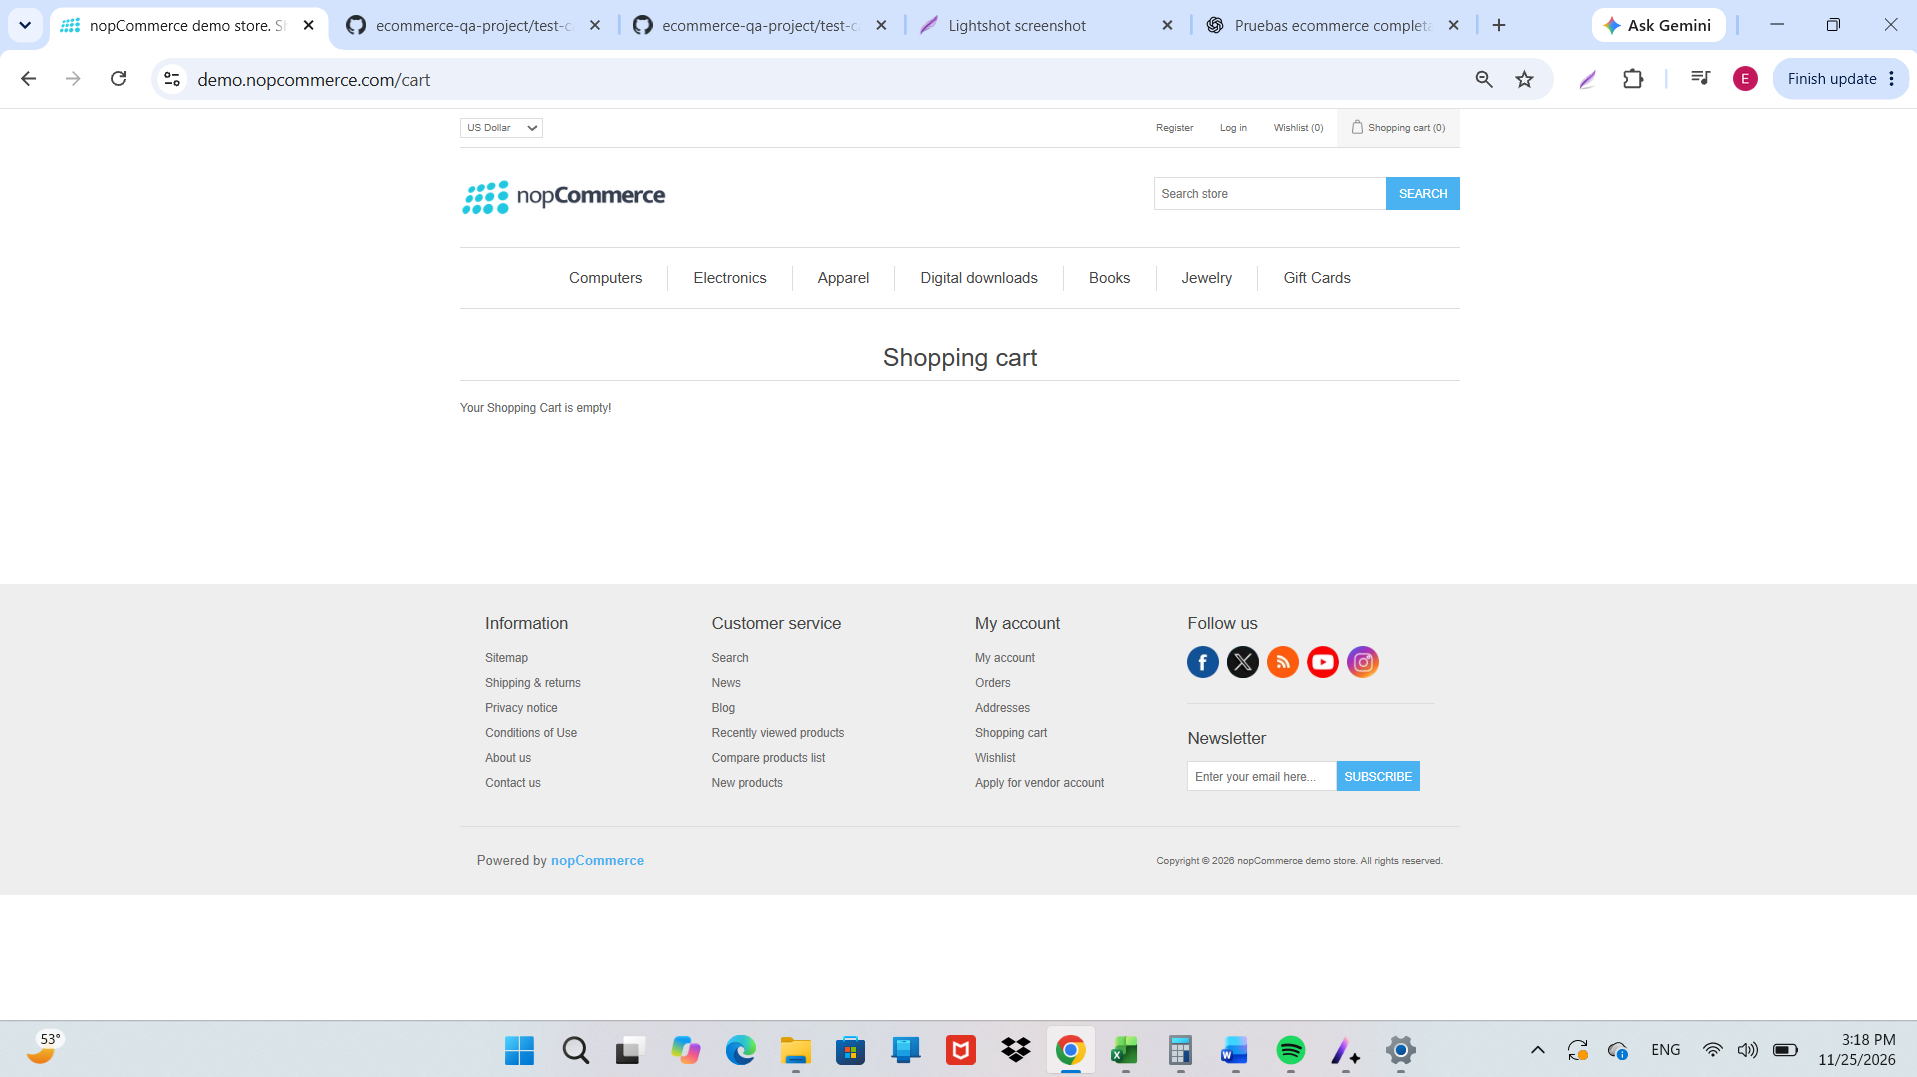 nopCommerce demo store. Sh
ecommerce-qa-project/test-ca
ecommerce-qa-project/test-ca
Lightshot screenshot
Pruebas ecommerce completa
Ask Gemini
demo.nopcommerce.com/cart
E
Finish update
US Dollar
Register
Log in
Wishlist (0)
Shopping cart (0)
nopCommerce
Search store
SEARCH
Computers
Electronics
Apparel
Digital downloads
Books
Jewelry
Gift Cards
Shopping cart
Your Shopping Cart is empty!
Information
Sitemap
Shipping & returns
Privacy notice
Conditions of Use
About us
Contact us
Customer service
Search
News
Blog
Recently viewed products
Compare products list
New products
My account
My account
Orders
Addresses
Shopping cart
Wishlist
Apply for vendor account
Follow us
Newsletter
Enter your email here...
SUBSCRIBE
Powered by nopCommerce
Copyright © 2026 nopCommerce demo store. All rights reserved.
53°
ENG
3:18 PM
11/25/2026